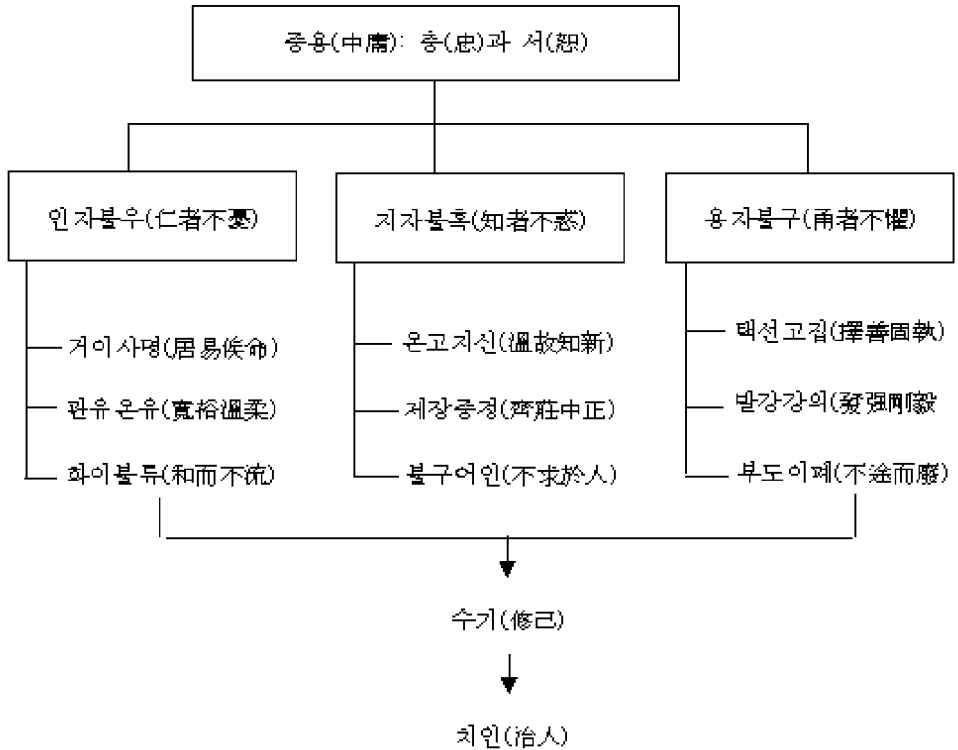 중용(中庸): 충(忠)과 서(恕)
인자불우(仁者不憂)
지자불혹(知者不惑)
용자불구(勇者不懼)
거이사명(居易俟命)
관유온유(寬裕溫柔)
화이불류(和而不流)
온고지신(溫故知新)
제장중정(齊莊中正)
불구어인(不求於人)
택선고집(擇善固執)
발강강의(發强剛毅
부도이폐(不途而廢)
수기(修己)
치인(治人)